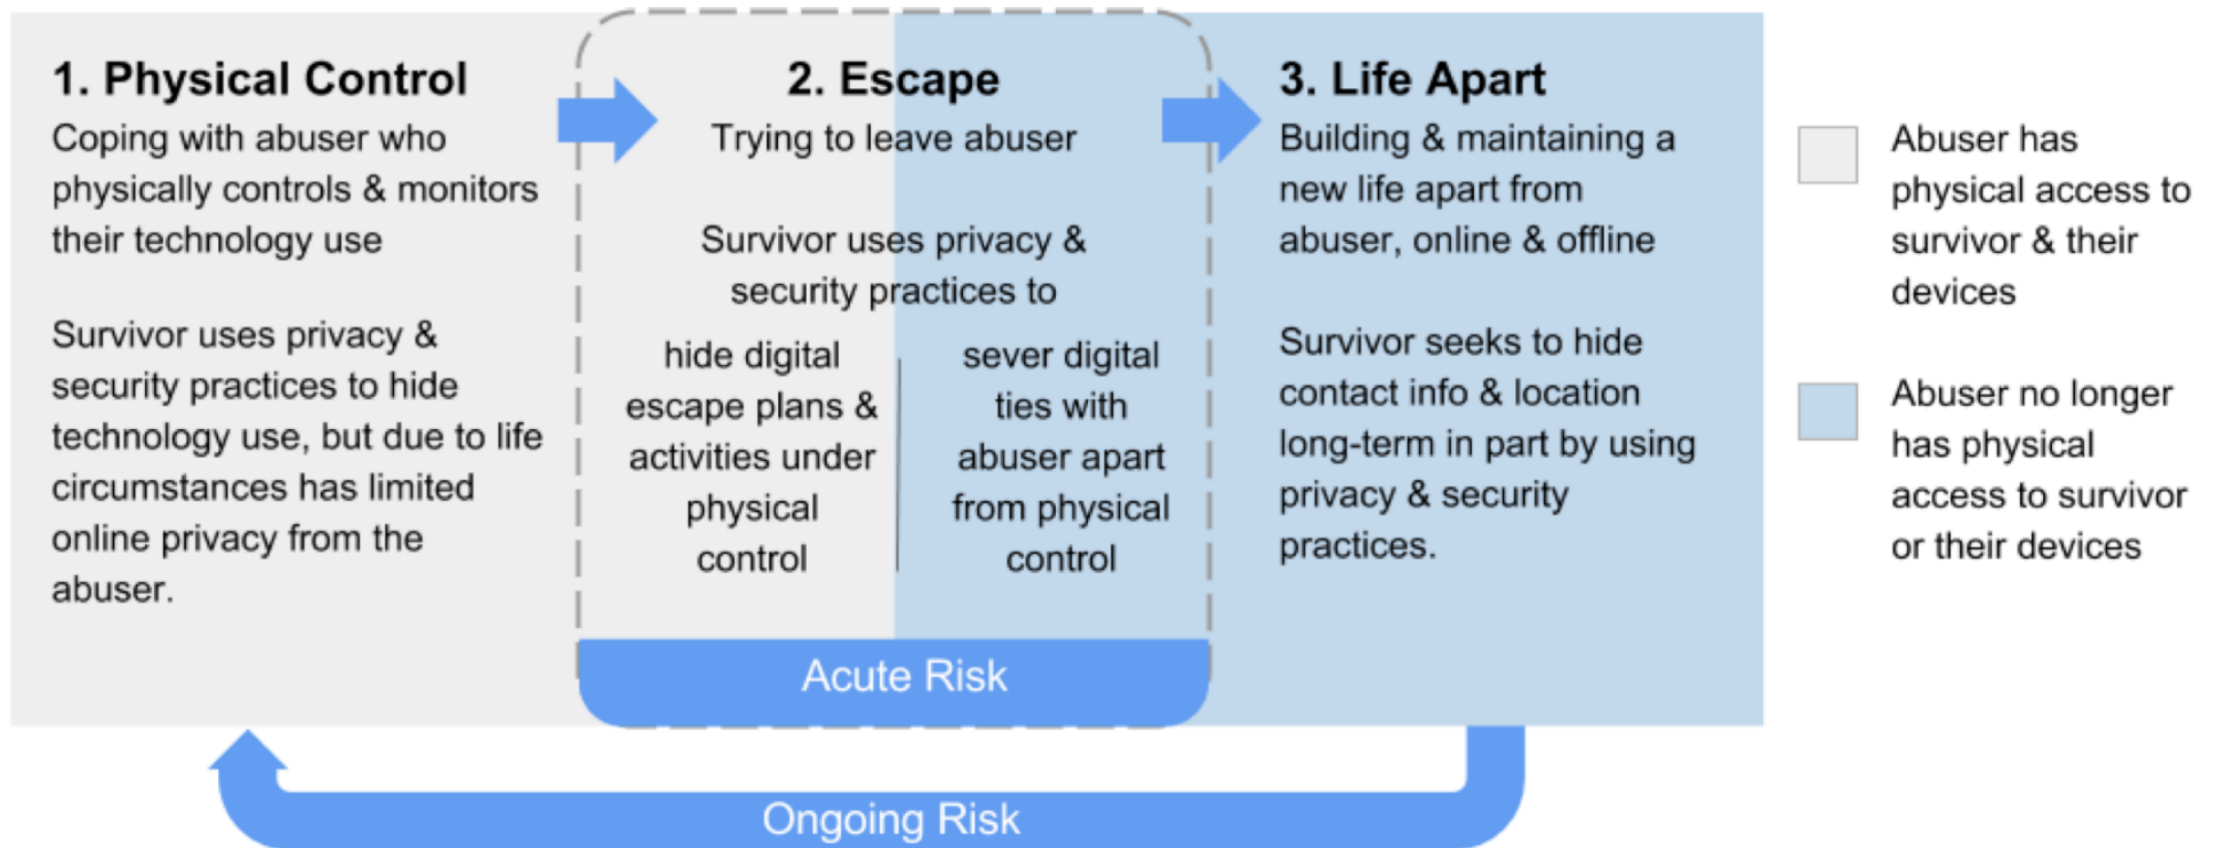 1. Physical Control
Coping with abuser who
physically controls & monitors
their technology use
Survivor uses privacy &
security practices to hide
technology use, but due to life
circumstances has limited
online privacy from the
abuser.
2. Escape
Trying to leave abuser
Survivor uses privacy &
security practices to
hide digital
escape plans &
activities under
physical
control
sever digital
ties with
abuser apart
from physical
control
Acute Risk
3. Life Apart
Building & maintaining a
new life apart from
abuser, online & offline
Survivor seeks to hide
contact info & location
long-term in part by using
privacy & security
practices.
Ongoing Risk
Abuser has
physical access to
survivor & their
devices
Abuser no longer
has physical
access to survivor
or their devices